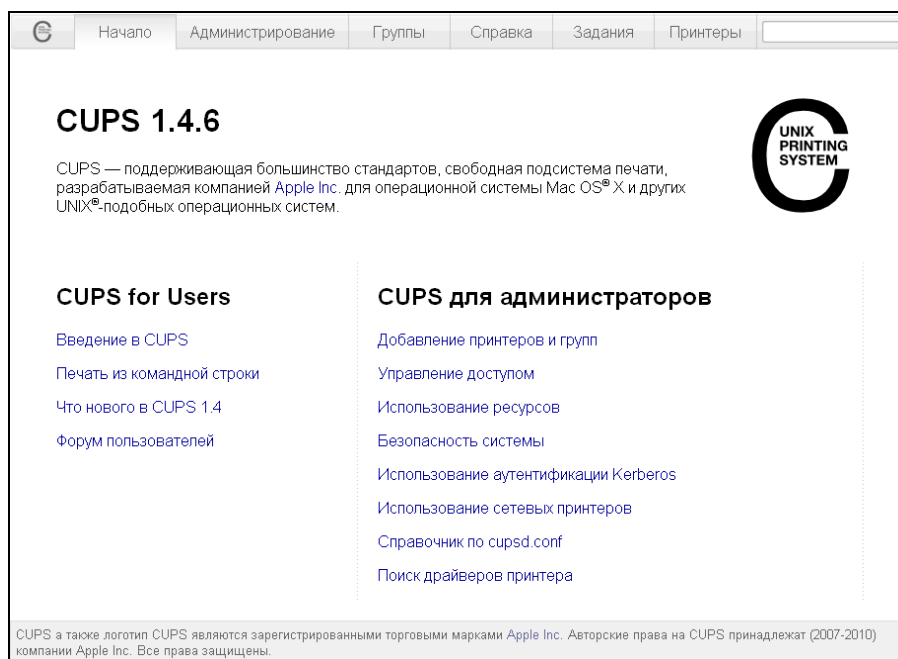 Начало Администрирование Группы Справка Задания Принтеры
CUPS 1.4.6
CUPS — поддерживающая большинство стандартов, свободная подсистема печати,
разрабатываемая компанией Apple Inc. для операционной системы Mac OS® X и других
UNIX®-подобных операционных систем.
UNIX
PRINTING
SYSTEM
CUPS for Users
Введение в CUPS
Печать из командной строки
Что нового в CUPS 1.4
Форум пользователей
CUPS для администраторов
Добавление принтеров и групп
Управление доступом
Использование ресурсов
Безопасность системы
Использование аутентификации Kerberos
Использование сетевых принтеров
Справочник по cupsd.conf
Поиск драйверов принтера
CUPS а также логотип CUPS являются зарегистрированными торговыми марками Apple Inc. Авторские права на CUPS принадлежат (2007-2010)
компании Apple Inc. Все права защищены.